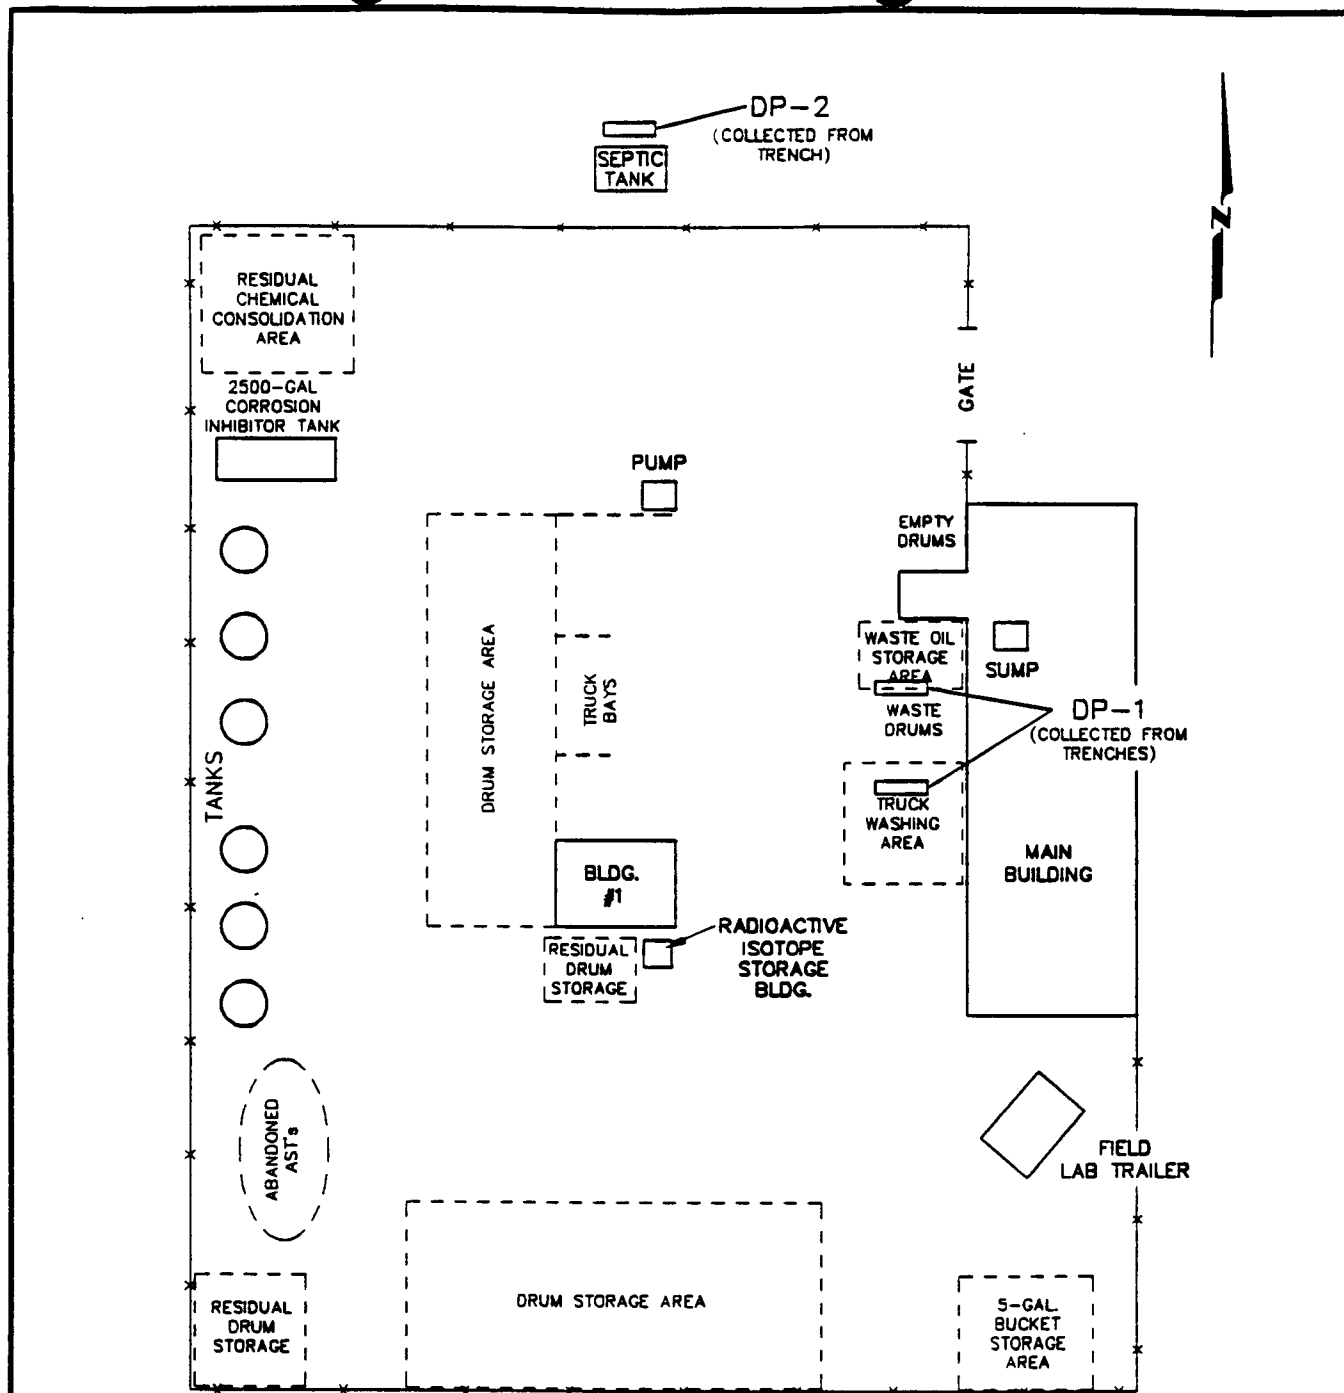 DP-2
(COLLECTED FROM
TRENCH)
SEPTIC
TANK
N
RESIDUAL
CHEMICAL
CONSOLIDATION
AREA
2500-GAL
CORROSION
INHIBITOR TANK
GATE
PUMP
EMPTY
DRUMS
WASTE OIL
STORAGE
AREA
SUMP
DRUM STORAGE AREA
TRUCK
BAYS
WASTE
DRUMS
DP-1
(COLLECTED FROM
TRENCHES)
TANKS
TRUCK
WASHING
AREA
MAIN
BUILDING
BLDG.
#1
RADIOACTIVE
ISOTOPE
STORAGE
BLDG.
RESIDUAL
DRUM
STORAGE
ABANDONED
AST's
FIELD
LAB TRAILER
RESIDUAL
DRUM
STORAGE
DRUM STORAGE AREA
5-GAL.
BUCKET
STORAGE
AREA